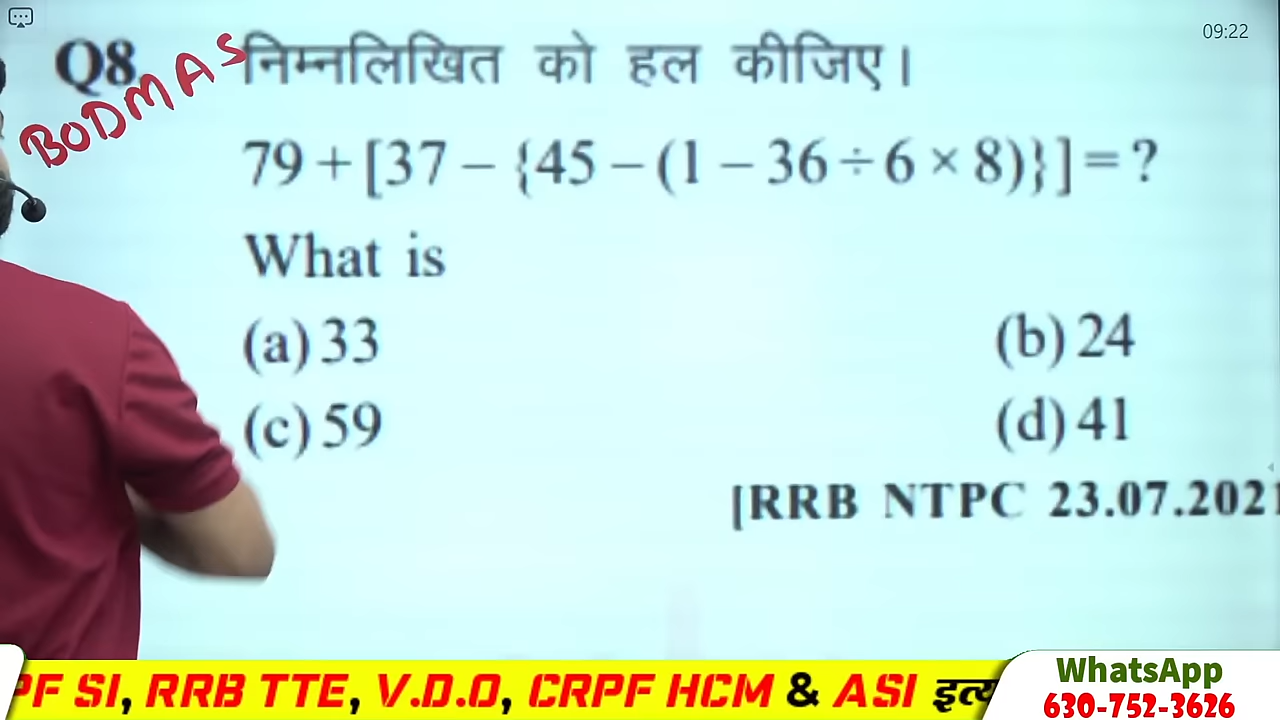 09:22
Q8. निम्नलिखित को हल कीजिए।
BODMAS
79 + [37 – {45 – (1 – 36 ÷ 6 × 8)}] = ?
What is
(a) 33 (b) 24
(c) 59 (d) 41
[RRB NTPC 23.07.2021
PF SI, RRB TTE, V.D.O, CRPF HCM & ASI इत्य
WhatsApp
630-752-3626